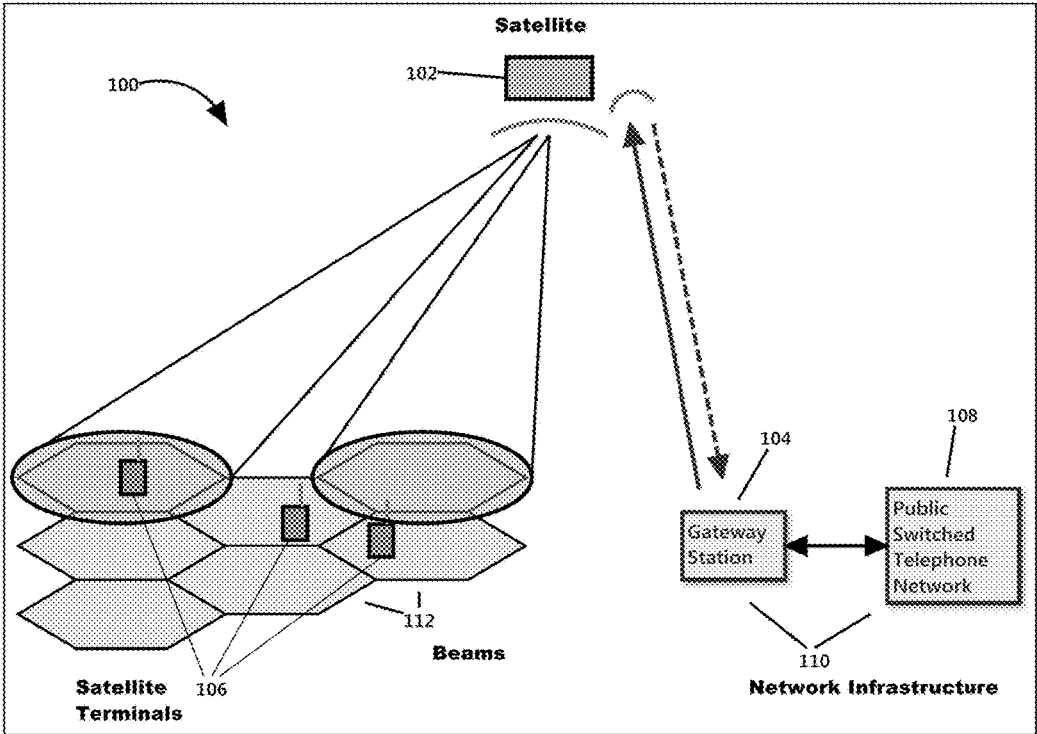 Satellite
102
100
104
108
Gateway
Station
Public
Switched
Telephone
Network
112
Beams
110
Network Infrastructure
106
Satellite
Terminals